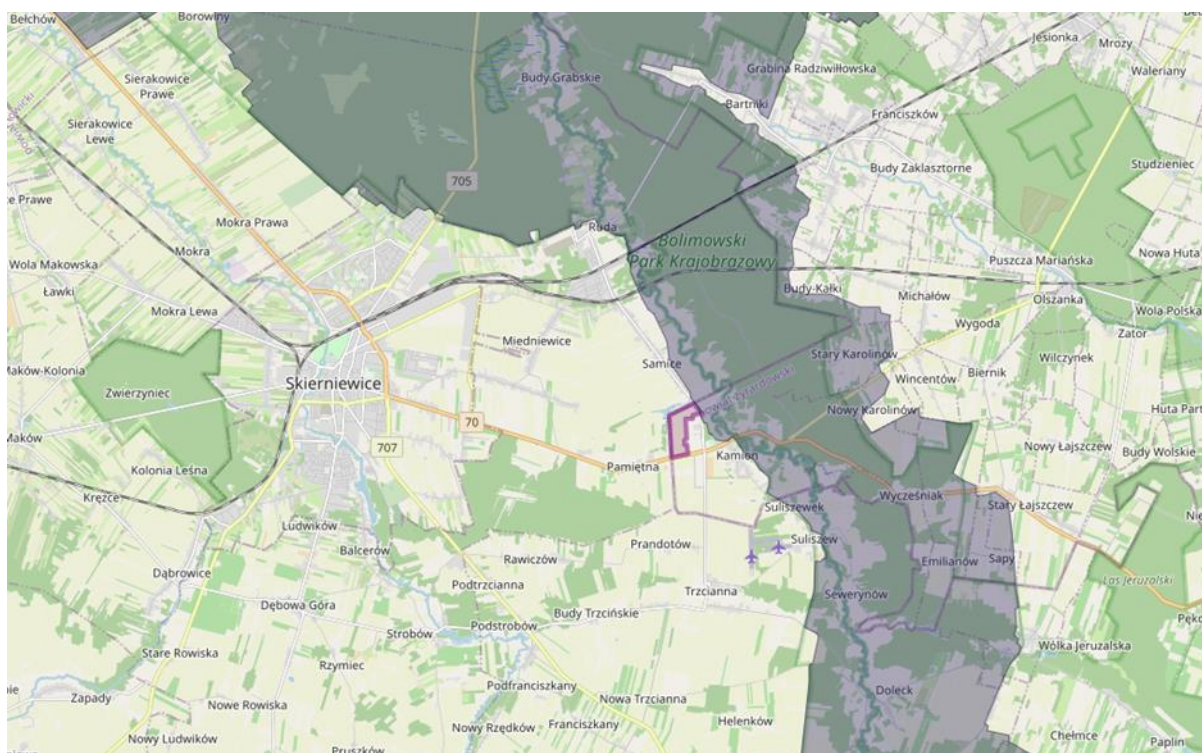 Bełchów
Borowiny
Jesionka
Mrozy
Sierakowice
Prawe
Budy Grabskie
Grabina Radziwiłłowska
Waleriany
Bartniki
Franciszków
Sierakowice
Lewe
Budy Zaklasztorne
Studzieniec
705
Mokra Prawa
Ruda
Bolimowski
Park Krajobrazowy
Mokra
Nowa Huta
Wola Makowska
Puszcza Mariańska
Ławki
Budy-Kałki
Michałów
Olszanka
Wola Polska
Mokra Lewa
Miedniewice
Wygoda
Zator
Stary Karolinów
Wilczynek
Maków-Kolonia
Samice
Biernik
Skierniewice
Wincentów
Zwierzyniec
Nowy Karolinów
Huta Part
70
Maków
707
Nowy Łajszczew
Budy Wolskie
Kolonia Leśna
Pamiętna
Kamion
Kręzce
Wycześniak
Stary Łajszczew
Suliszewek
Ludwików
Suliszew
Prandotów
Balcerów
Rawiczów
Emilianów
Sapy
Dąbrowice
Podtrzcianna
Trzcianna
Las Jeruzalski
Sewerynów
Dębowa Góra
Budy Trzcińskie
Pęko
Strobów
Podstrobów
Stare Rowiska
Wólka Jeruzalska
Rzymiec
Podfranciszkany
Doleck
Zapady
Nowe Rowiska
Nowa Trzcianna
Helenków
Nowy Rzędków
Franciszkany
Chełmce
Nowy Ludwików
Pruszków
Paplin